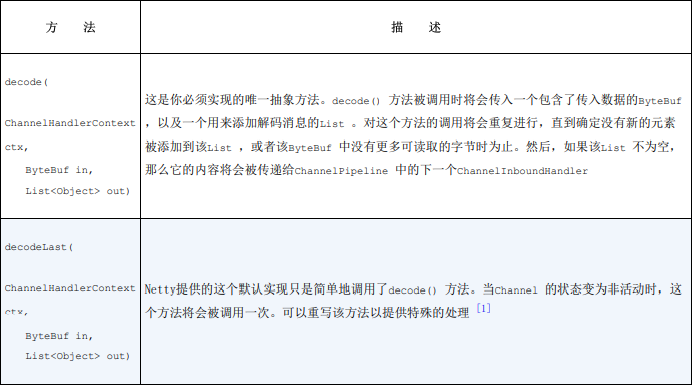 方 法
描 述
decode(
ChannelHandlerContext
ctx,
ByteBuf in,
List<Object> out)
这是你必须实现的唯一抽象方法。decode() 方法被调用时将会传入一个包含了传入数据的ByteBuf
，以及一个用来添加解码消息的List 。对这个方法的调用将会重复进行，直到确定没有新的元素
被添加到该List ，或者该ByteBuf 中没有更多可读取的字节时为止。然后，如果该List 不为空，
那么它的内容将会被传递给ChannelPipeline 中的下一个ChannelInboundHandler
decodeLast(
ChannelHandlerContext
ctx,
ByteBuf in,
List<Object> out)
Netty提供的这个默认实现只是简单地调用了decode() 方法。当Channel 的状态变为非活动时，这
个方法将会被调用一次。可以重写该方法以提供特殊的处理 [1]